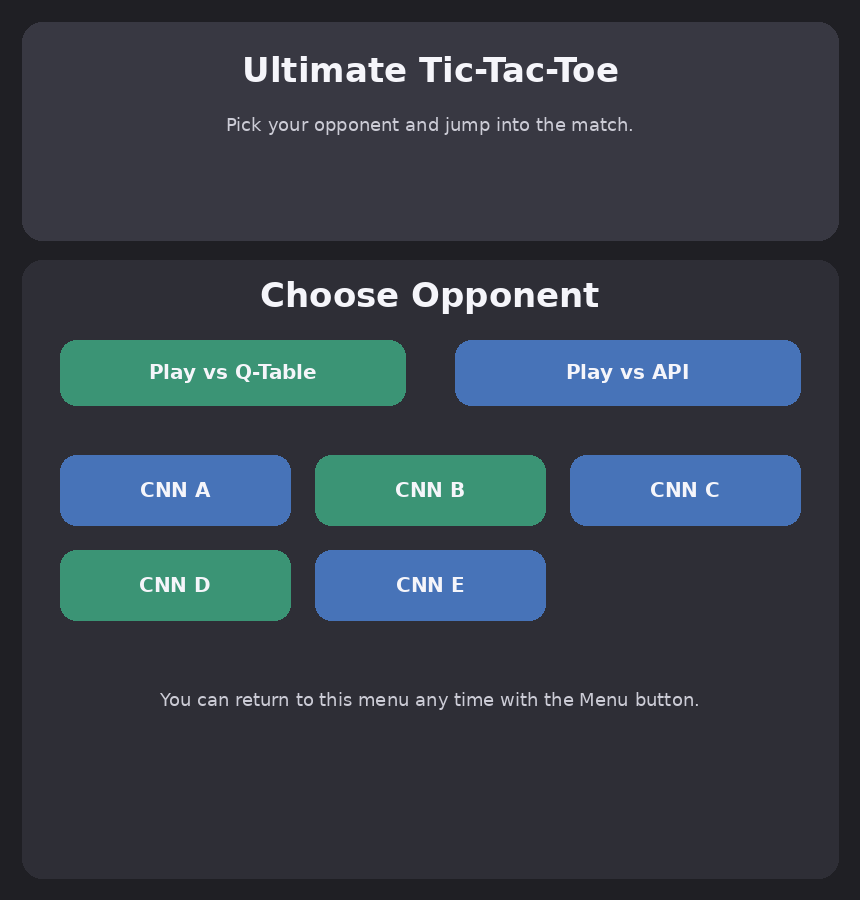 Ultimate Tic-Tac-Toe
Pick your opponent and jump into the match.
Choose Opponent
Play vs Q-Table
Play vs API
CNN A
CNN B
CNN C
CNN D
CNN E
You can return to this menu any time with the Menu button.